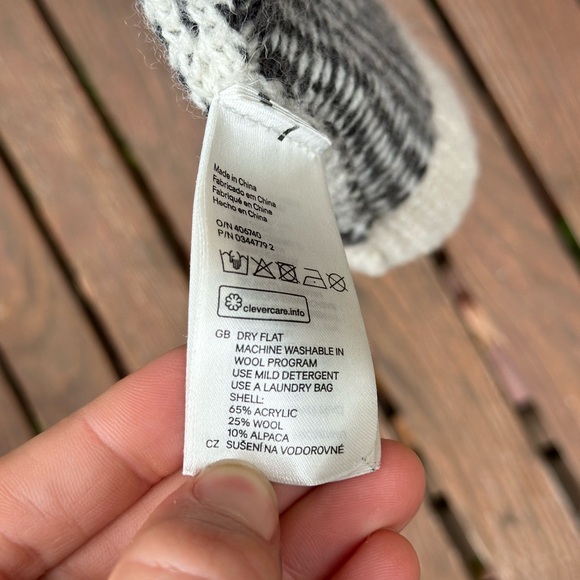 Made in China
Fabricado em China
Fabriqué en China
Hecho en China
O/N 406740
P/N 0344779 2
clevercare.info
GB DRY FLAT
MACHINE WASHABLE IN
WOOL PROGRAM
USE MILD DETERGENT
USE A LAUNDRY BAG
SHELL:
65% ACRYLIC
25% WOOL
10% ALPACA
CZ SUŠENÍ NA VODOROVNÉ